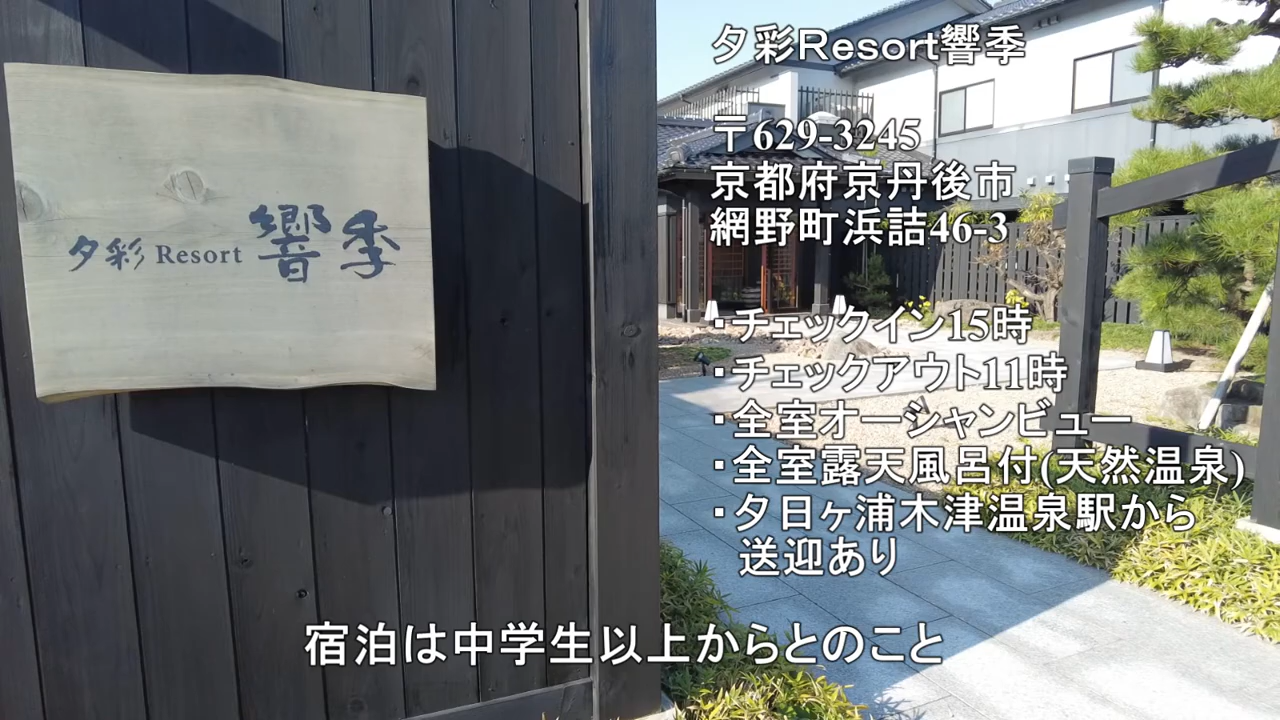 夕彩 Resort 響季
夕彩Resort響季
〒629-3245
京都府京丹後市
網野町浜詰46-3
・チェックイン15時
・チェックアウト11時
・全室オーシャンビュー
・全室露天風呂付(天然温泉)
・夕日ヶ浦木津温泉駅から
送迎あり
宿泊は中学生以上からとのこと